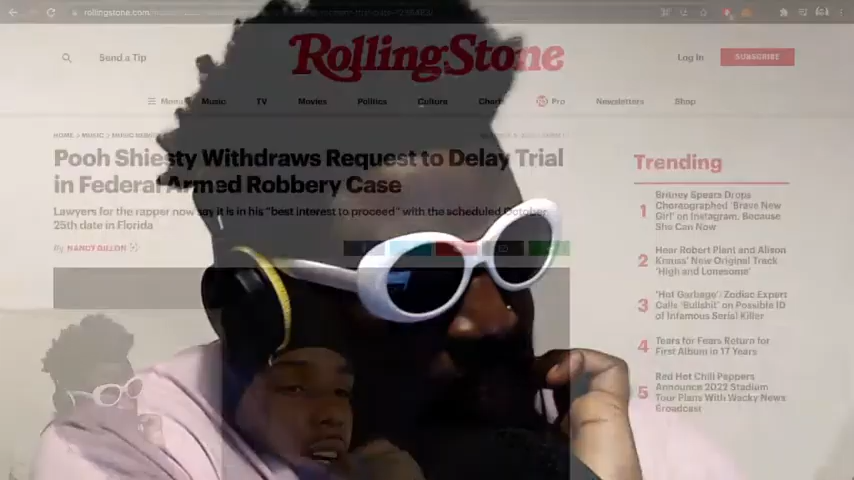 rollingstone.com
Send a Tip
RollingStone
Log In
SUBSCRIBE
Menu
Music
TV
Movies
Politics
Culture
Pro
Newsletters
Shop
HOME > MUSIC >
Pooh Shiesty Withdraws Request to Delay Trial
in Federal Armed Robbery Case
Lawyers for the rapper now say it is in his "best interest to proceed" with the scheduled October
25th date in Florida
By NANCY DILLON
Trending
1 Britney Spears Drops
Choreographed 'Brave New
Girl' on Instagram, Because
She Can Now
2 Hear Robert Plant and Alison
Krauss' New Original Track
'High and Lonesome'
3 'Hot Garbage': Zodiac Expert
Calls 'Bullshit' on Possible ID
of Infamous Serial Killer
4 Tears for Fears Return for
First Album in 17 Years
5 Red Hot Chili Peppers
Announce 2022 Stadium
Tour Plans With Wacky News
Broadcast